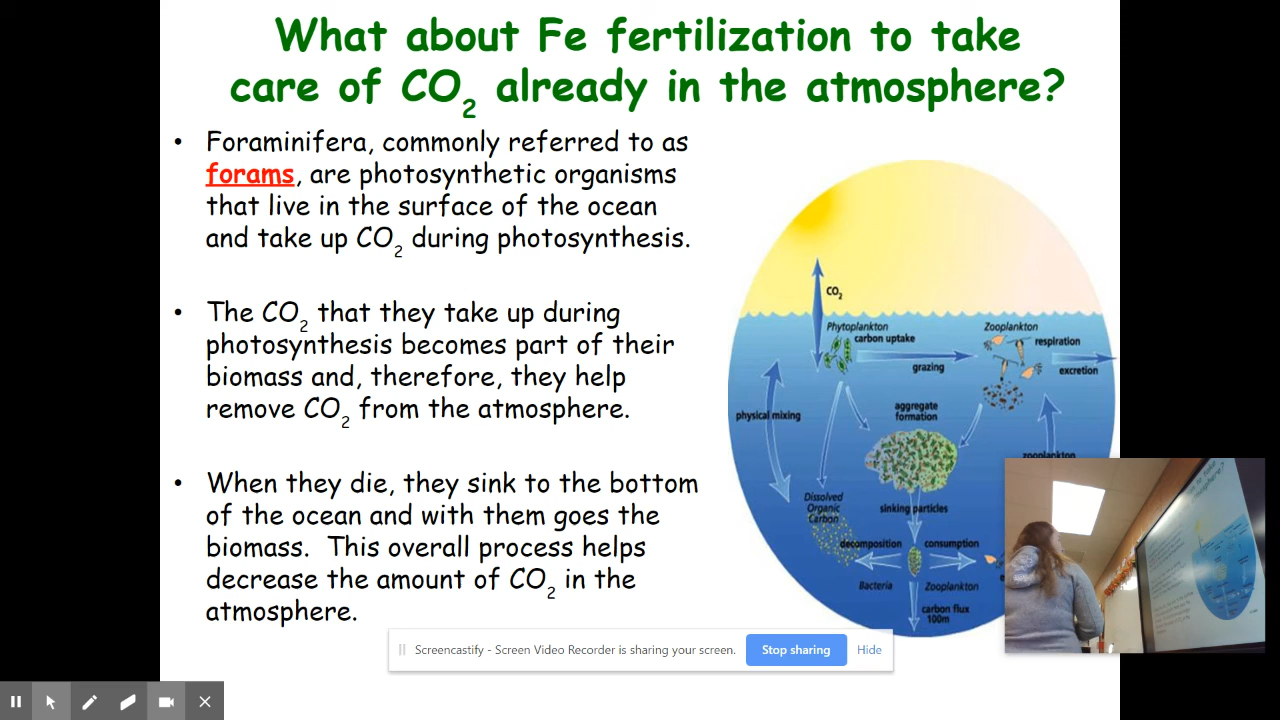 What about Fe fertilization to take
care of CO₂ already in the atmosphere?
• Foraminifera, commonly referred to as
forams, are photosynthetic organisms
that live in the surface of the ocean
and take up CO₂ during photosynthesis.
• The CO₂ that they take up during
photosynthesis becomes part of their
biomass and, therefore, they help
remove CO₂ from the atmosphere.
• When they die, they sink to the bottom
of the ocean and with them goes the
biomass. This overall process helps
decrease the amount of CO₂ in the
atmosphere.
CO₂
Phytoplankton
carbon uptake
Zooplankton
respiration
grazing
excretion
physical mixing
aggregate
formation
zooplankton
Dissolved
Organic
Carbon
sinking particles
decomposition
consumption
Bacteria
Zooplankton
carbon flux
100m
Screencastify - Screen Video Recorder is sharing your screen.
Stop sharing
Hide